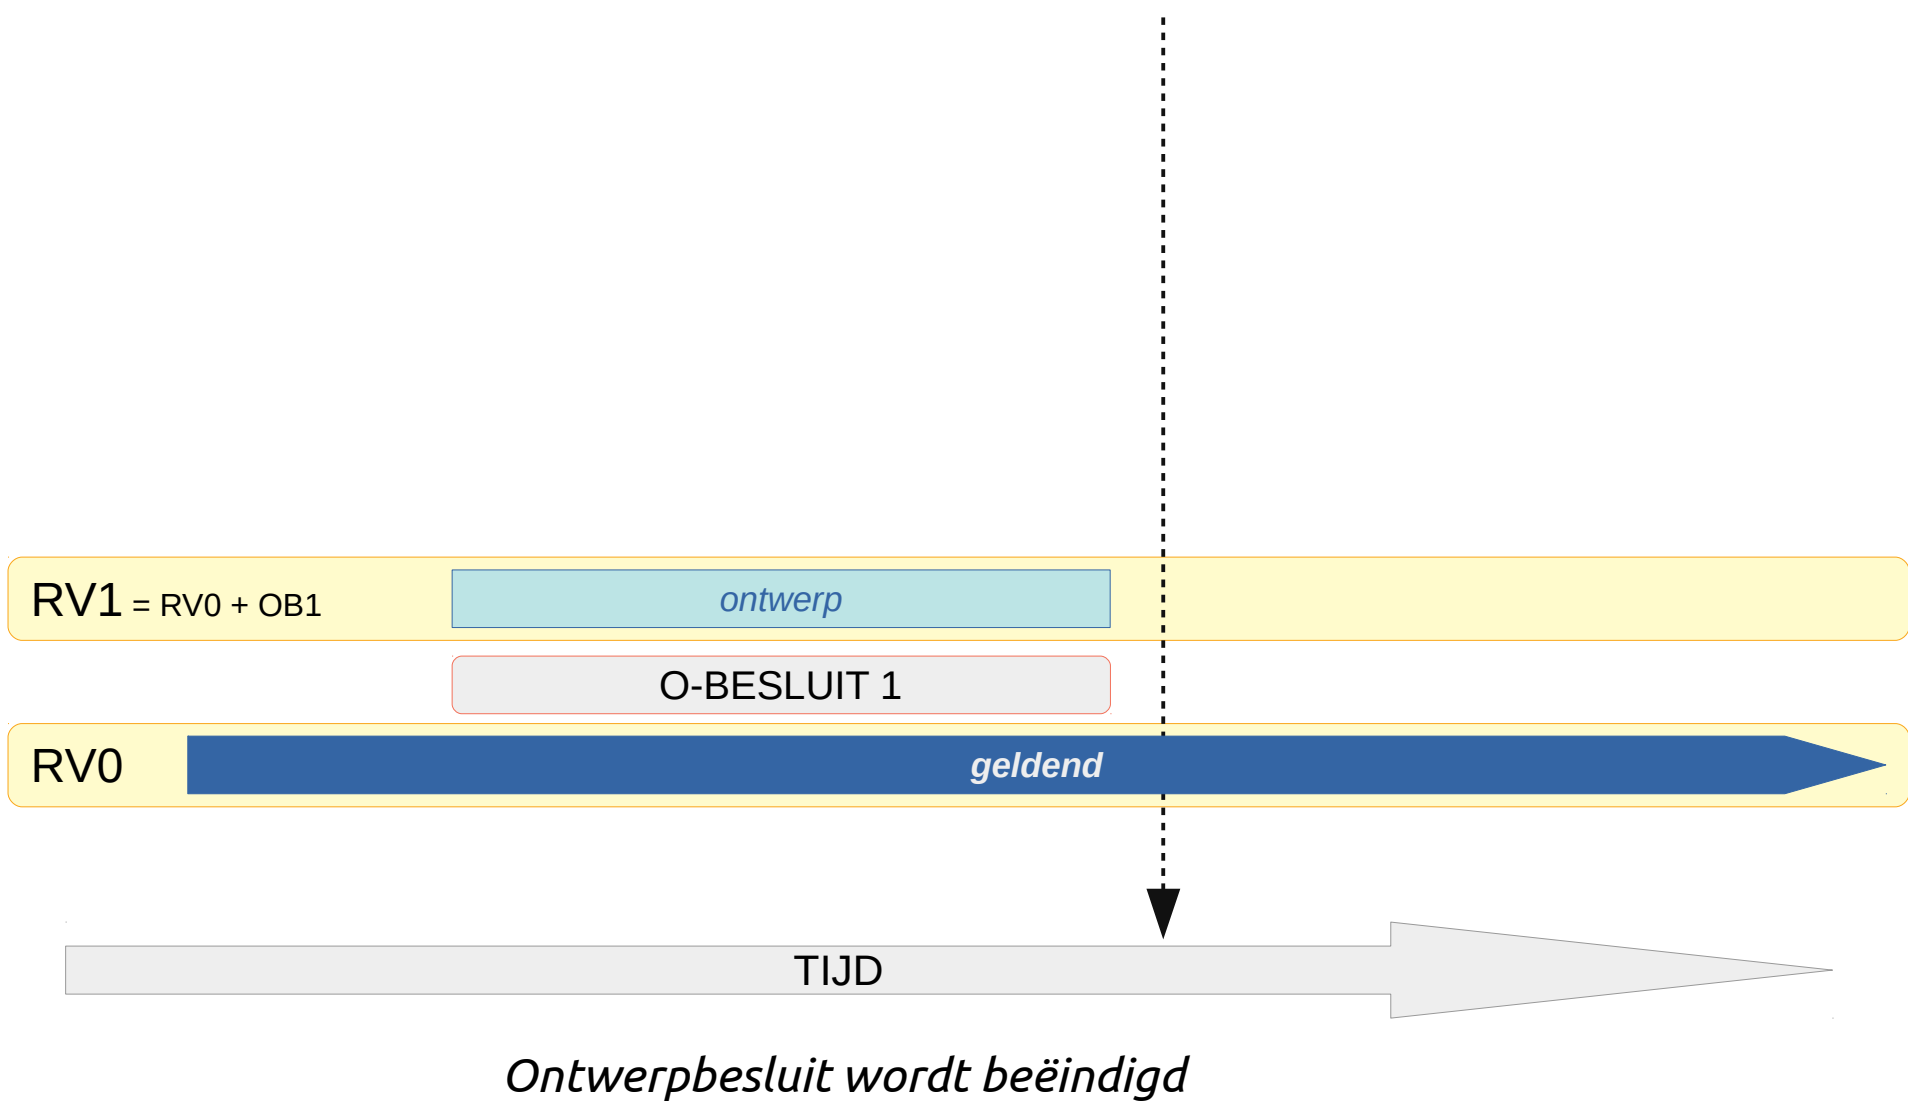 RV1 = RV0 + OB1
ontwerp
O-BESLUIT 1
RV0
geldend
TIJD
Ontwerpbesluit wordt beëindigd